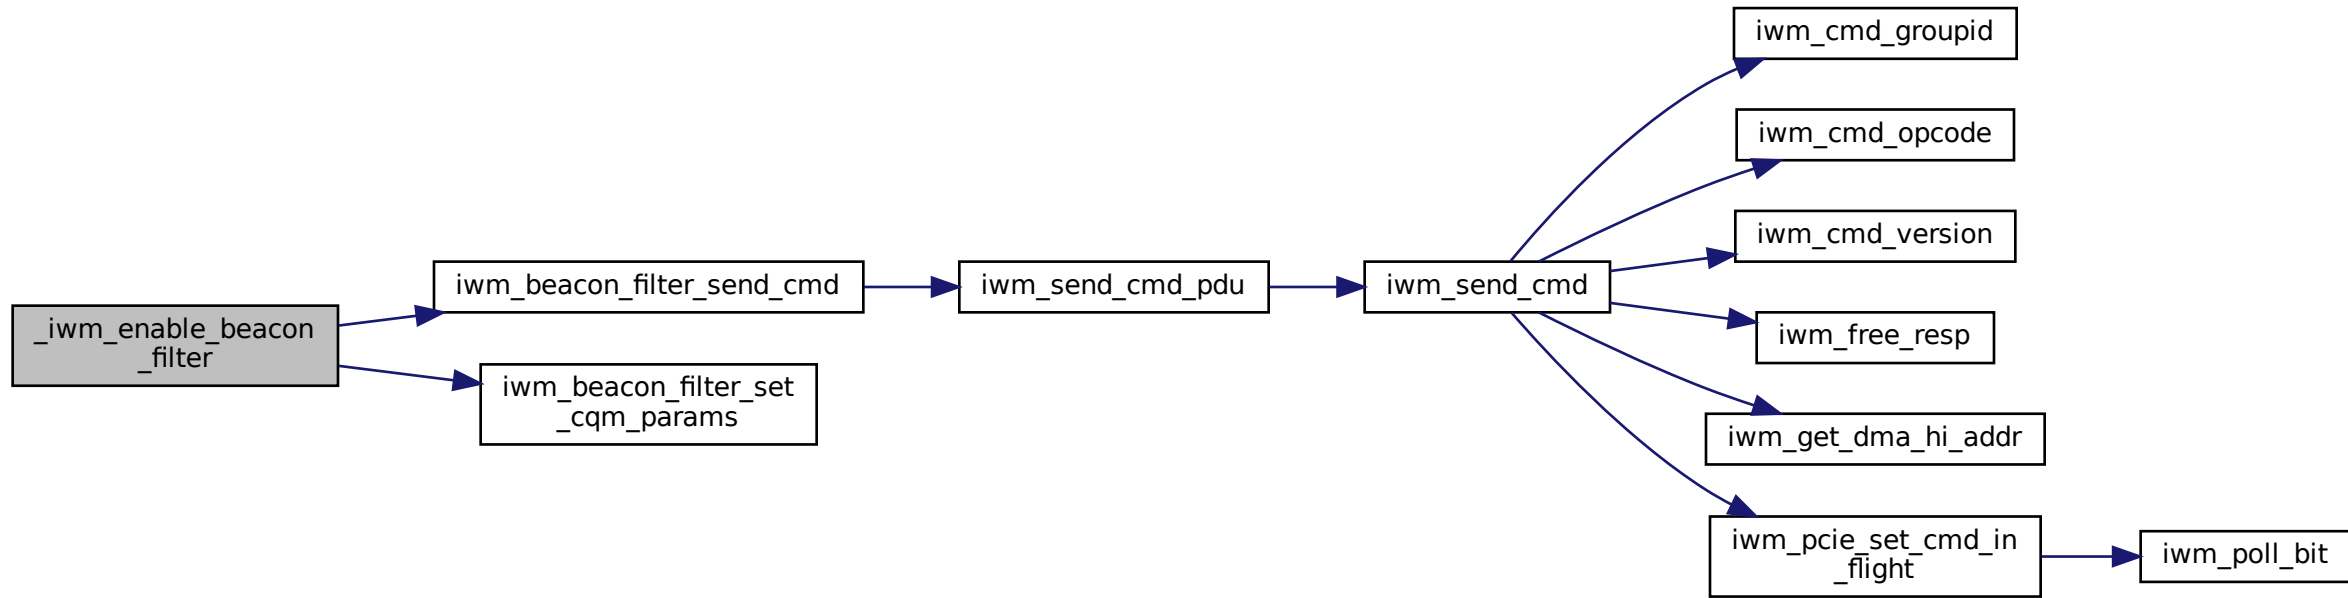 _iwm_enable_beacon
_filter
iwm_beacon_filter_send_cmd
iwm_beacon_filter_set
_cqm_params
iwm_send_cmd_pdu
iwm_send_cmd
iwm_cmd_groupid
iwm_cmd_opcode
iwm_cmd_version
iwm_free_resp
iwm_get_dma_hi_addr
iwm_pcie_set_cmd_in
_flight
iwm_poll_bit